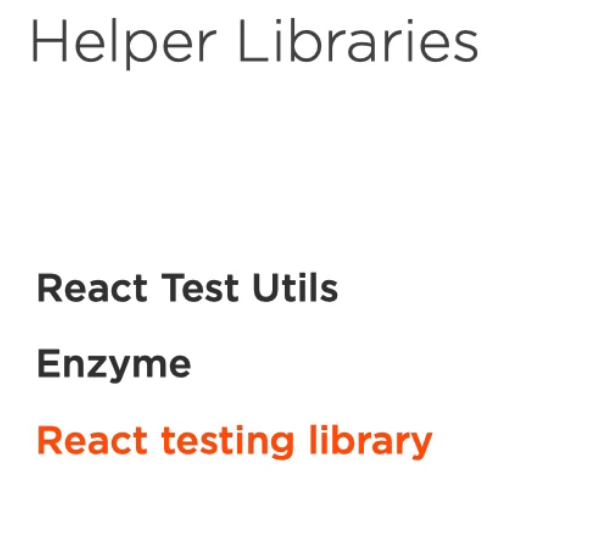 Helper Libraries
React Test Utils
Enzyme
React testing library